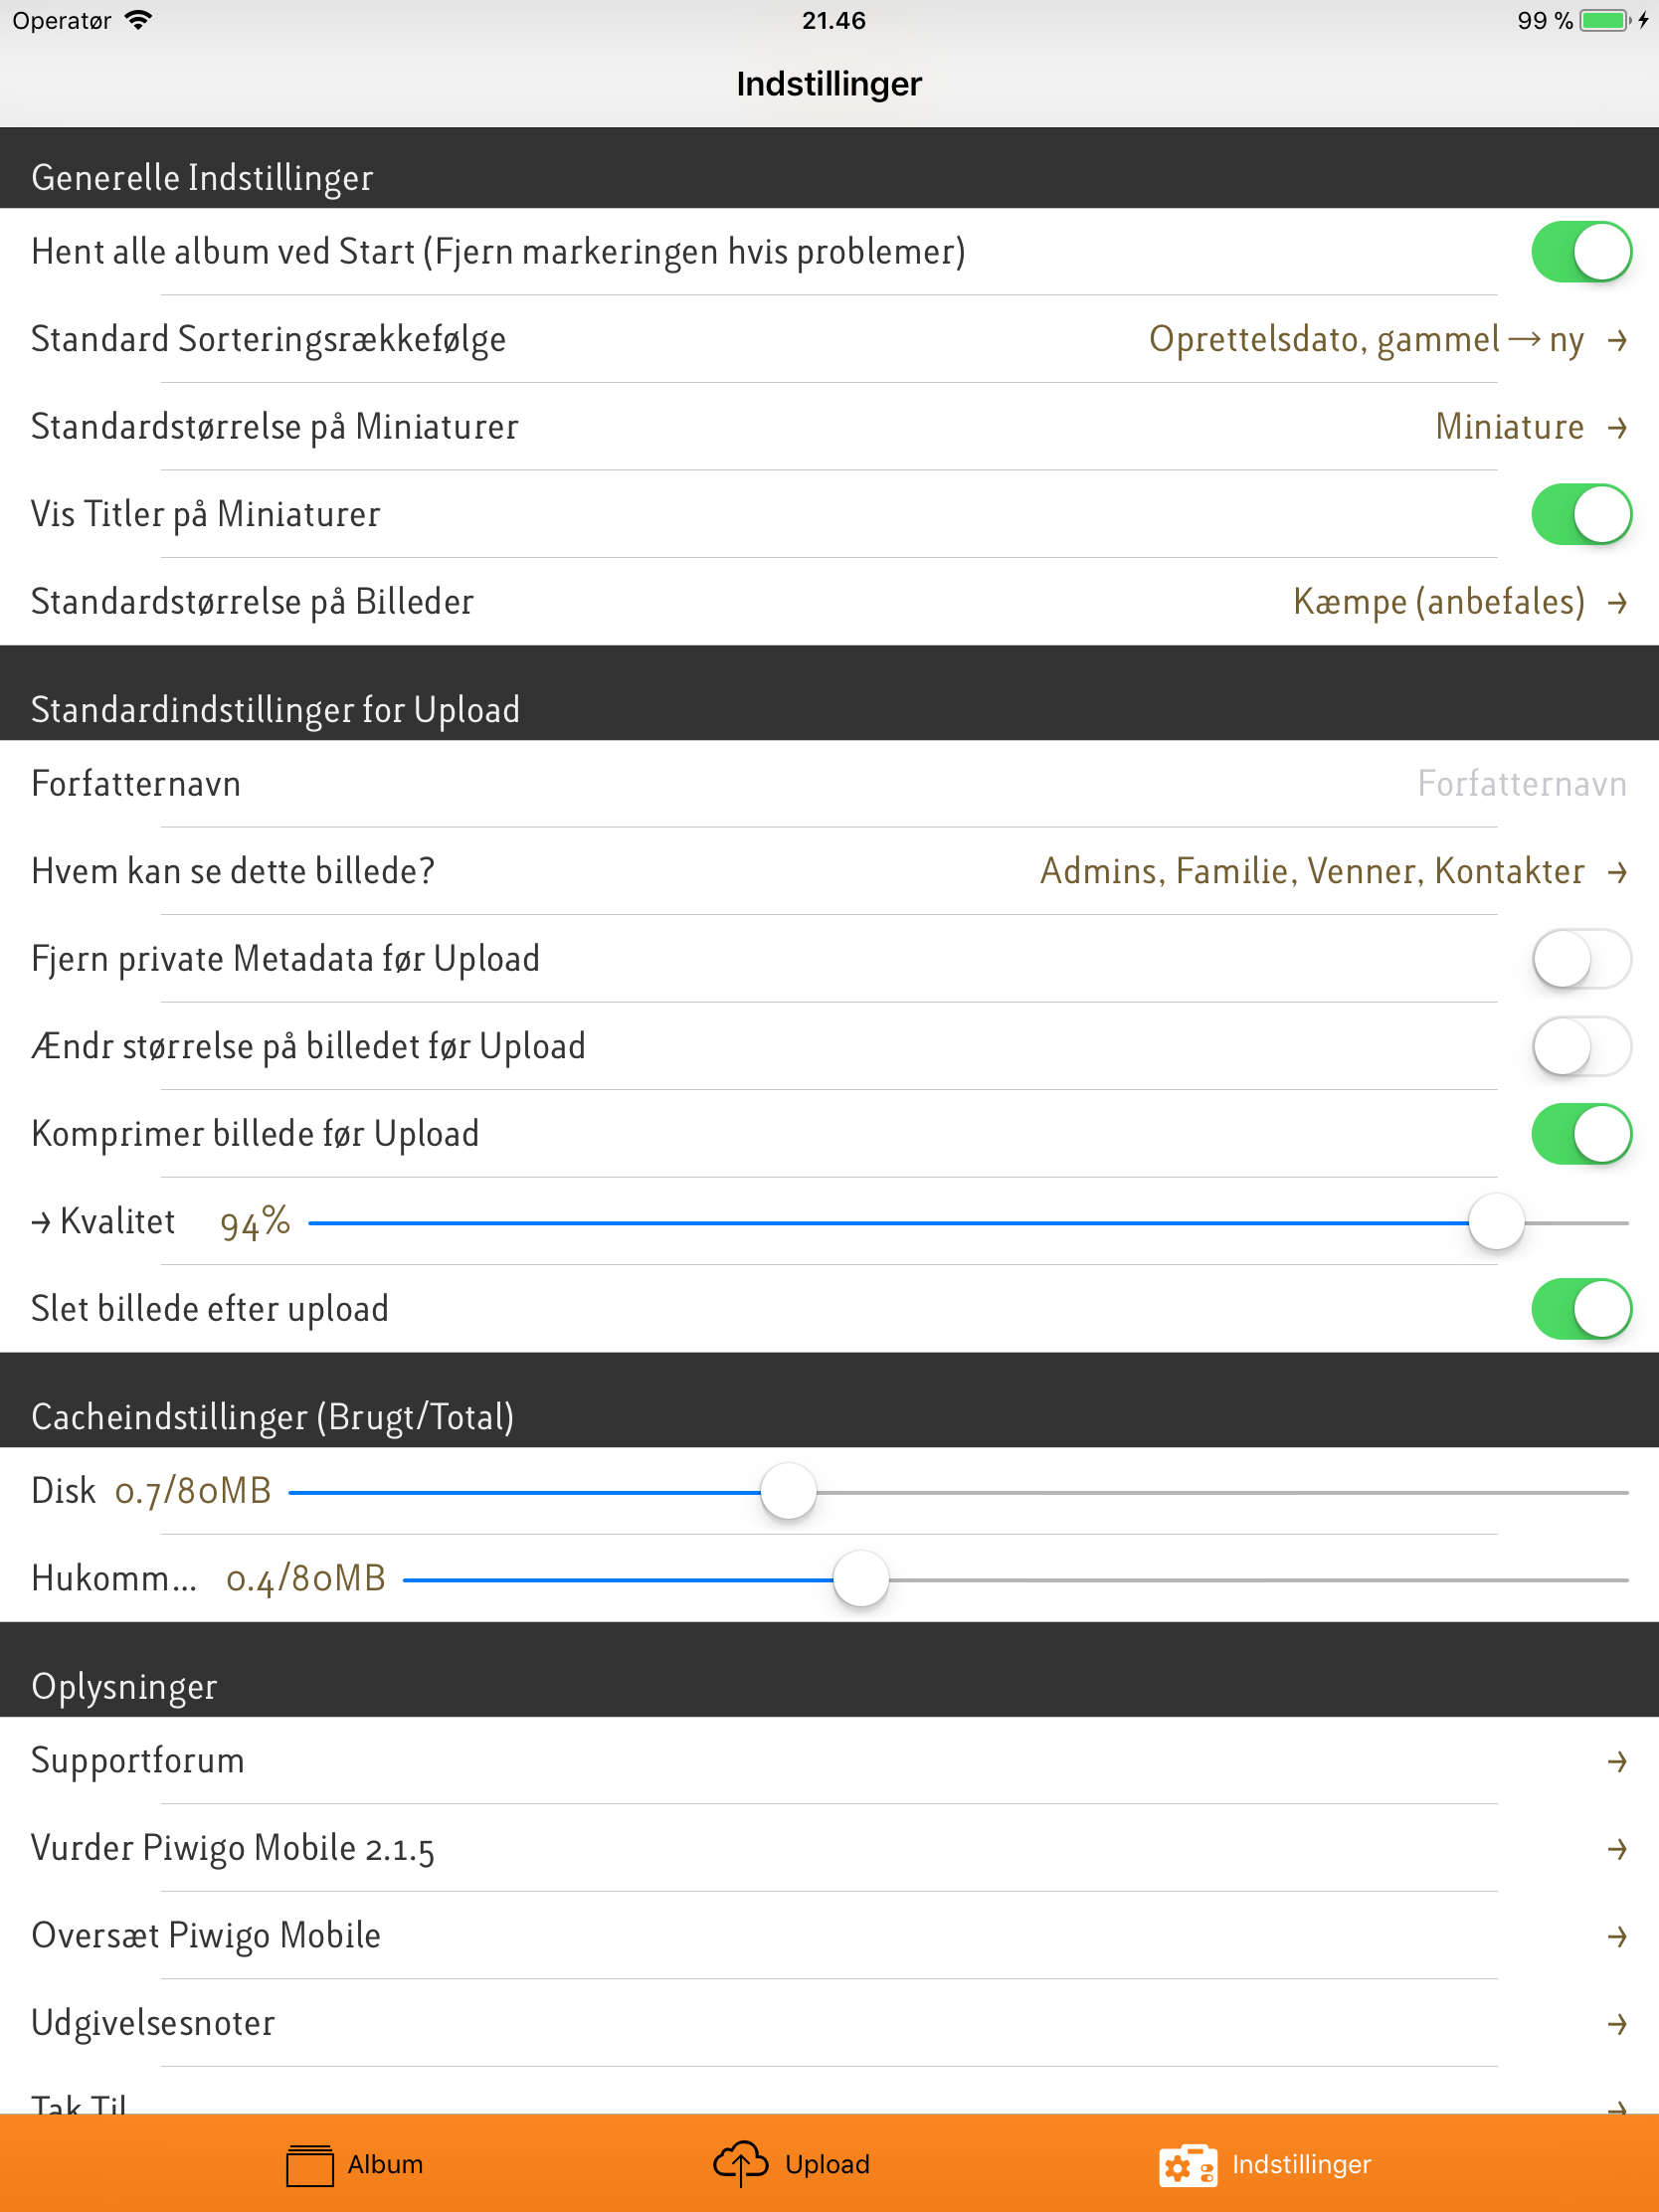 Operatør 21.46 99 %
Indstillinger
Generelle Indstillinger
Hent alle album ved Start (Fjern markeringen hvis problemer)
Standard Sorteringsrækkefølge Oprettelsdato, gammel → ny →
Standardstørrelse på Miniaturer Miniature →
Vis Titler på Miniaturer
Standardstørrelse på Billeder Kæmpe (anbefales) →
Standardindstillinger for Upload
Forfatternavn Forfatternavn
Hvem kan se dette billede? Admins, Familie, Venner, Kontakter →
Fjern private Metadata før Upload
Ændr størrelse på billedet før Upload
Komprimer billede før Upload
→ Kvalitet 94%
Slet billede efter upload
Cacheindstillinger (Brugt/Total)
Disk 0.7/80MB
Hukomm... 0.4/80MB
Oplysninger
Supportforum →
Vurder Piwigo Mobile 2.1.5 →
Oversæt Piwigo Mobile →
Udgivelsesnoter →
Tak Til →
Album Upload Indstillinger